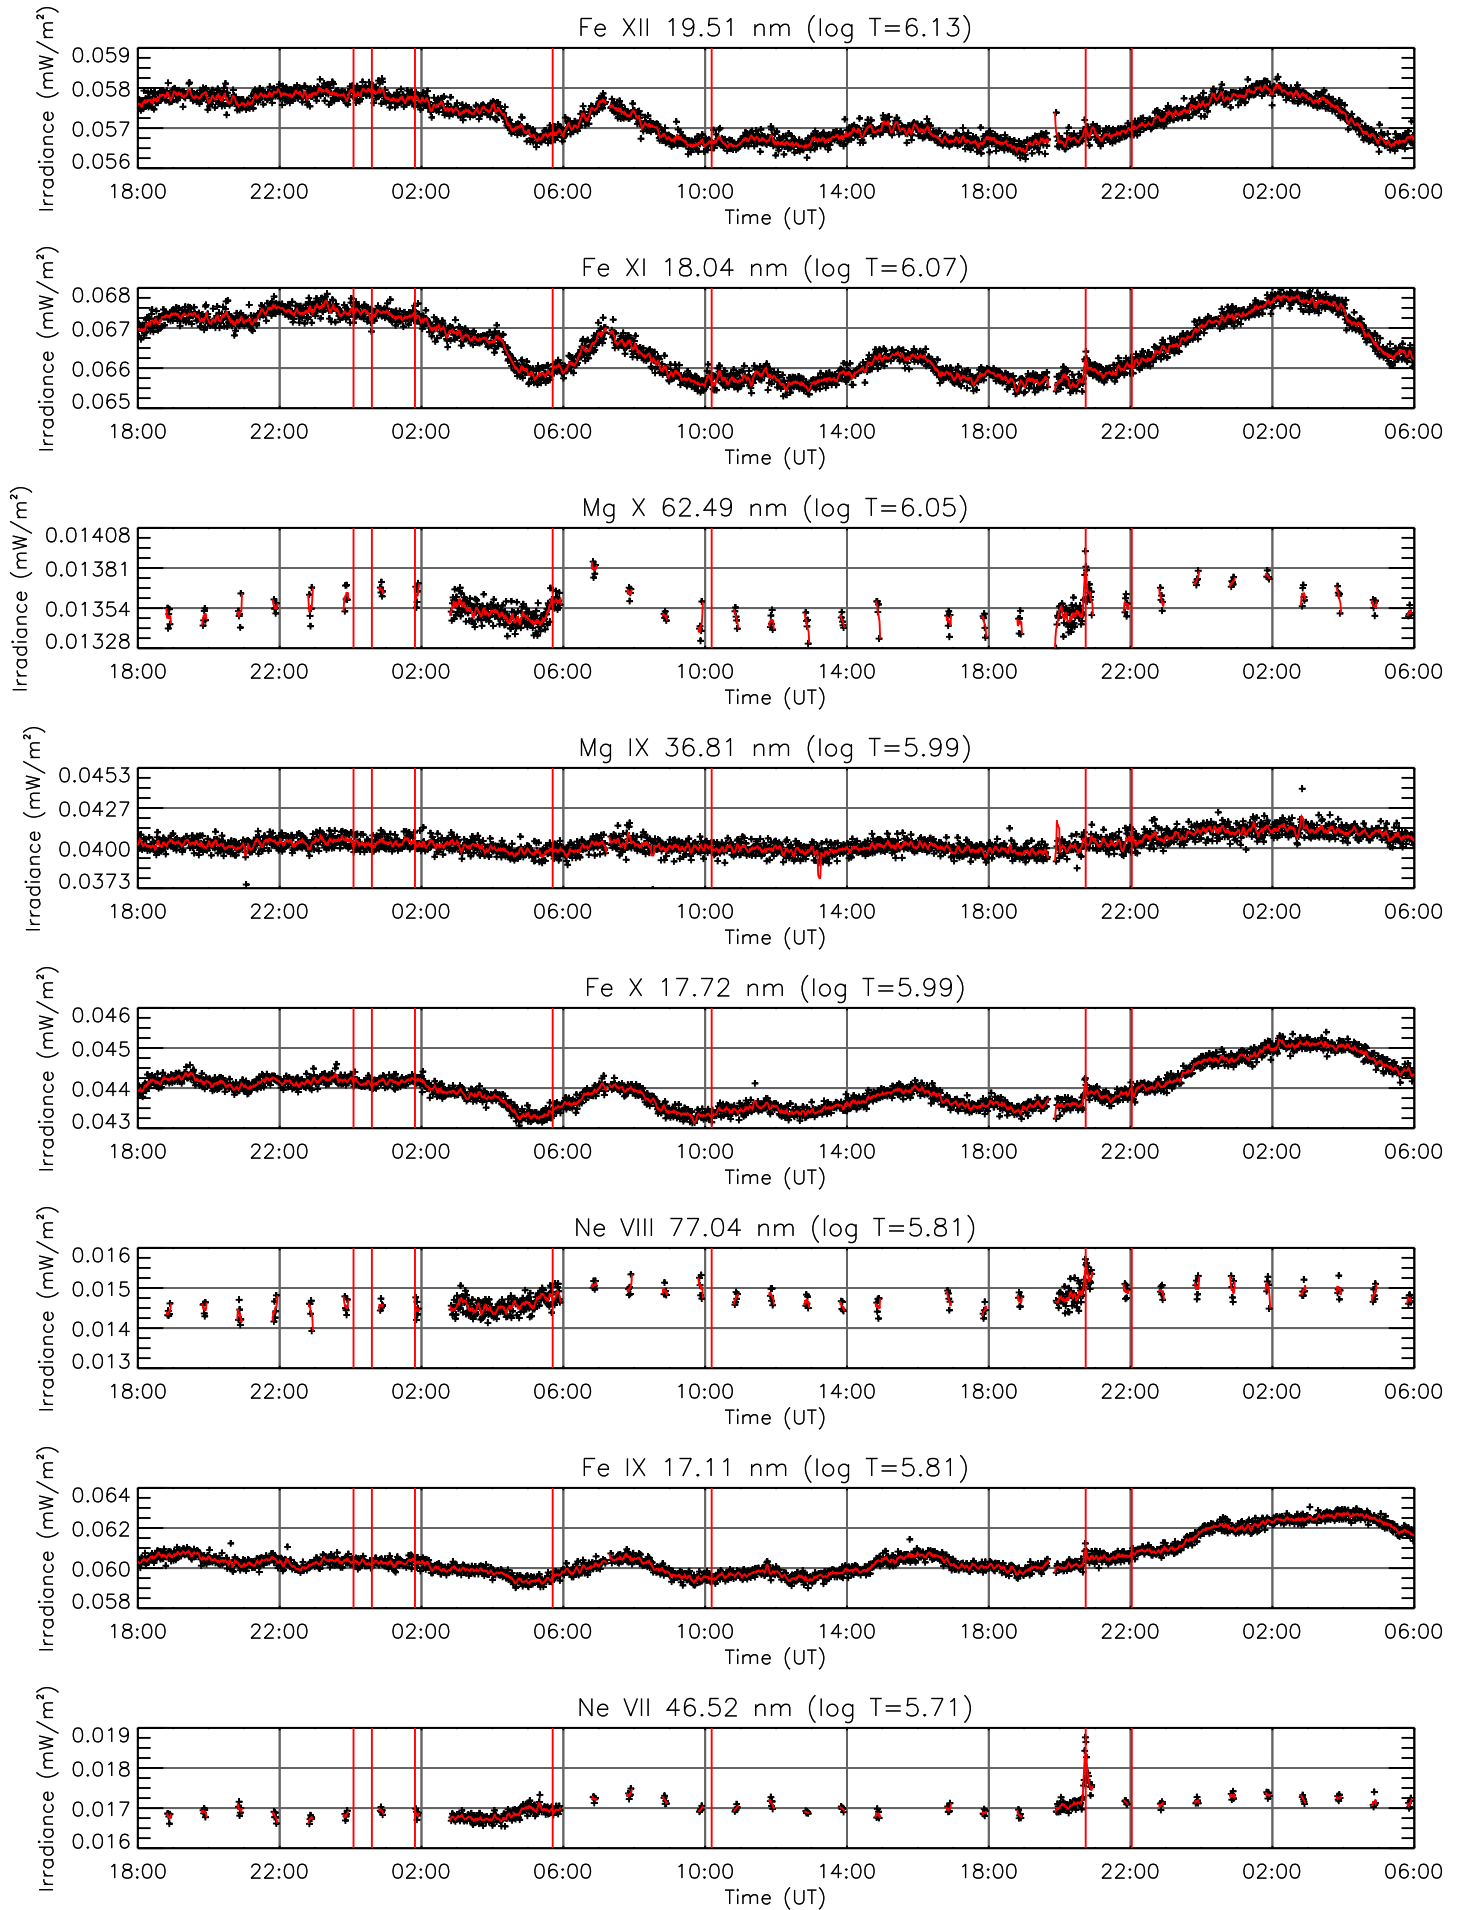 Fe XII 19.51 nm (log T=6.13)
Irradiance (mW/m²)
0.059
0.058
0.057
0.056
18:00 22:00 02:00 06:00 10:00 14:00 18:00 22:00 02:00 06:00
Time (UT)
Fe XI 18.04 nm (log T=6.07)
Irradiance (mW/m²)
0.068
0.067
0.066
0.065
18:00 22:00 02:00 06:00 10:00 14:00 18:00 22:00 02:00 06:00
Time (UT)
Mg X 62.49 nm (log T=6.05)
Irradiance (mW/m²)
0.01408
0.01381
0.01354
0.01328
18:00 22:00 02:00 06:00 10:00 14:00 18:00 22:00 02:00 06:00
Time (UT)
Mg IX 36.81 nm (log T=5.99)
Irradiance (mW/m²)
0.0453
0.0427
0.0400
0.0373
18:00 22:00 02:00 06:00 10:00 14:00 18:00 22:00 02:00 06:00
Time (UT)
Fe X 17.72 nm (log T=5.99)
Irradiance (mW/m²)
0.046
0.045
0.044
0.043
18:00 22:00 02:00 06:00 10:00 14:00 18:00 22:00 02:00 06:00
Time (UT)
Ne VIII 77.04 nm (log T=5.81)
Irradiance (mW/m²)
0.016
0.015
0.014
0.013
18:00 22:00 02:00 06:00 10:00 14:00 18:00 22:00 02:00 06:00
Time (UT)
Fe IX 17.11 nm (log T=5.81)
Irradiance (mW/m²)
0.064
0.062
0.060
0.058
18:00 22:00 02:00 06:00 10:00 14:00 18:00 22:00 02:00 06:00
Time (UT)
Ne VII 46.52 nm (log T=5.71)
Irradiance (mW/m²)
0.019
0.018
0.017
0.016
18:00 22:00 02:00 06:00 10:00 14:00 18:00 22:00 02:00 06:00
Time (UT)